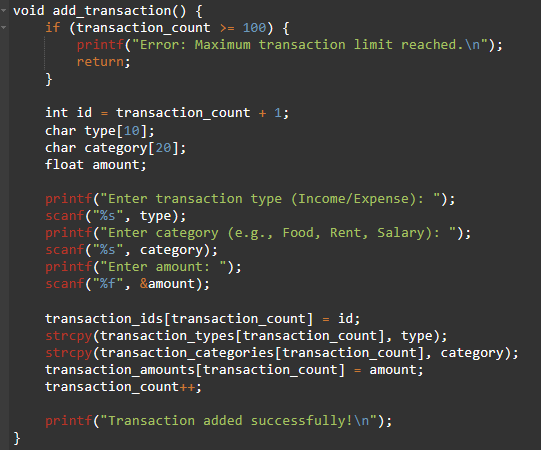 void add_transaction() {
    if (transaction_count >= 100) {
        printf("Error: Maximum transaction limit reached.\n");
        return;
    }

    int id = transaction_count + 1;
    char type[10];
    char category[20];
    float amount;

    printf("Enter transaction type (Income/Expense): ");
    scanf("%s", type);
    printf("Enter category (e.g., Food, Rent, Salary): ");
    scanf("%s", category);
    printf("Enter amount: ");
    scanf("%f", &amount);

    transaction_ids[transaction_count] = id;
    strcpy(transaction_types[transaction_count], type);
    strcpy(transaction_categories[transaction_count], category);
    transaction_amounts[transaction_count] = amount;
    transaction_count++;

    printf("Transaction added successfully!\n");
}